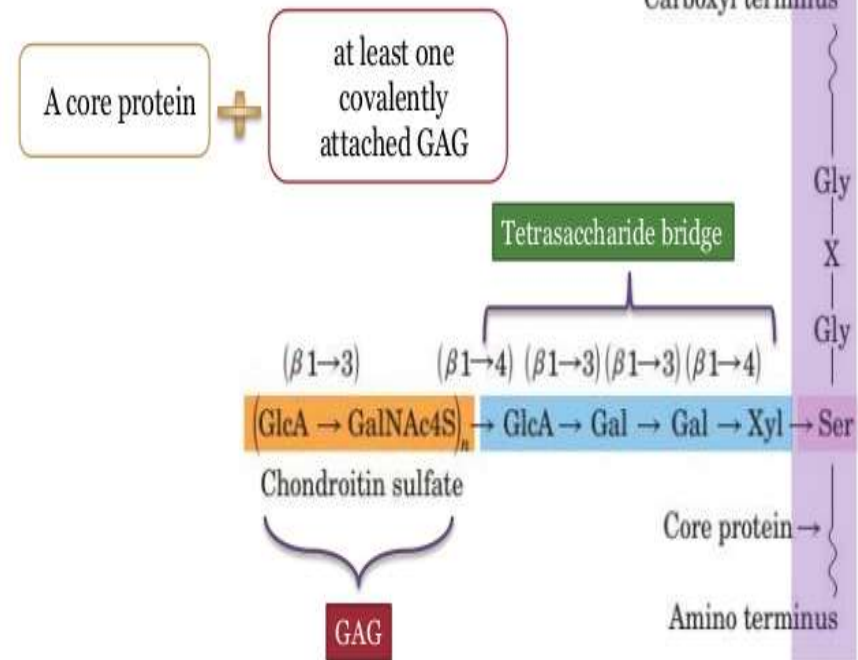 Carboxyl terminus
A core protein
+
at least one
covalently
attached GAG
Gly
X
Gly
Tetrasaccharide bridge
(β1→3) (β1→4) (β1→3) (β1→3) (β1→4)
(GlcA → GalNAc4S)n → GlcA → Gal → Gal → Xyl → Ser
Chondroitin sulfate
Core protein →
GAG
Amino terminus